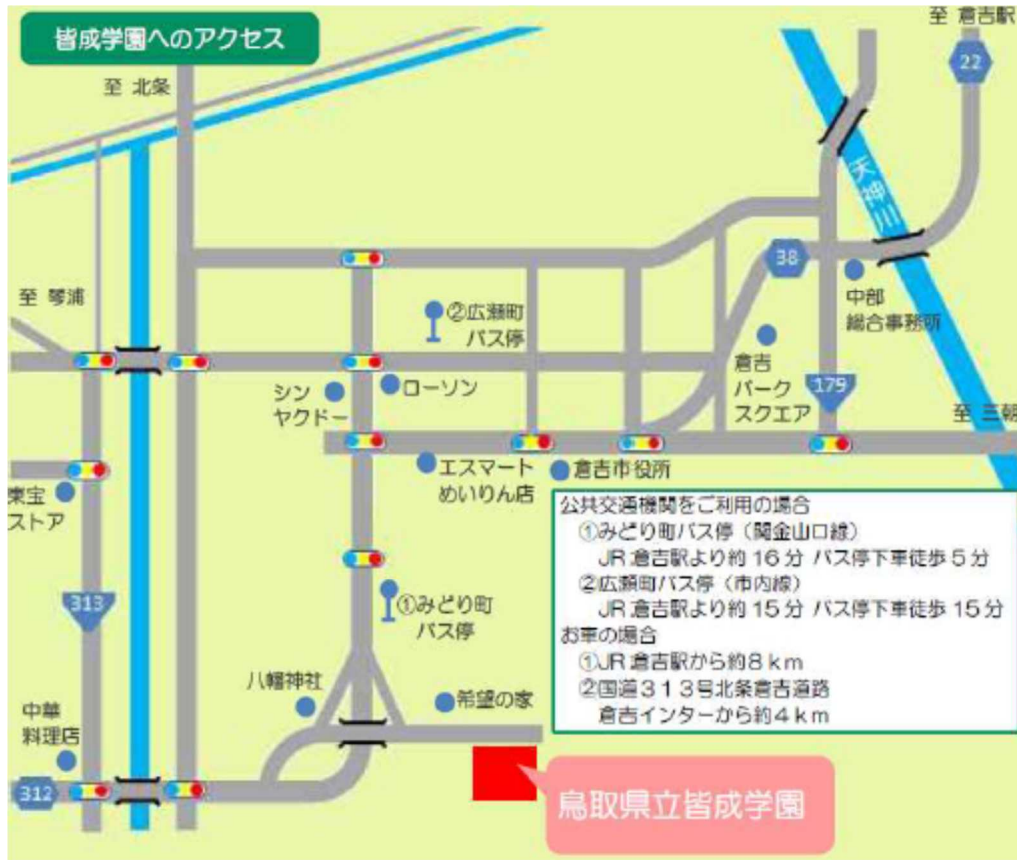 皆成学園へのアクセス
至 倉吉駅
22
至 北条
天神川
38
至 琴浦
②広瀬町
バス停
中部
総合事務所
倉吉
パーク
スクエア
179
シン
ヤクドー
ローソン
至 三朝
エスマート
めいりん店
倉吉市役所
東宝
ストア
公共交通機関をご利用の場合
①みどり町バス停（関金山口線）
JR倉吉駅より約16分 バス停下車徒歩5分
②広瀬町バス停（市内線）
JR倉吉駅より約15分 バス停下車徒歩15分
お車の場合
①JR倉吉駅から約8km
②国道313号北条倉吉道路
倉吉インターから約4km
313
①みどり町
バス停
八幡神社
希望の家
中華
料理店
312
鳥取県立皆成学園